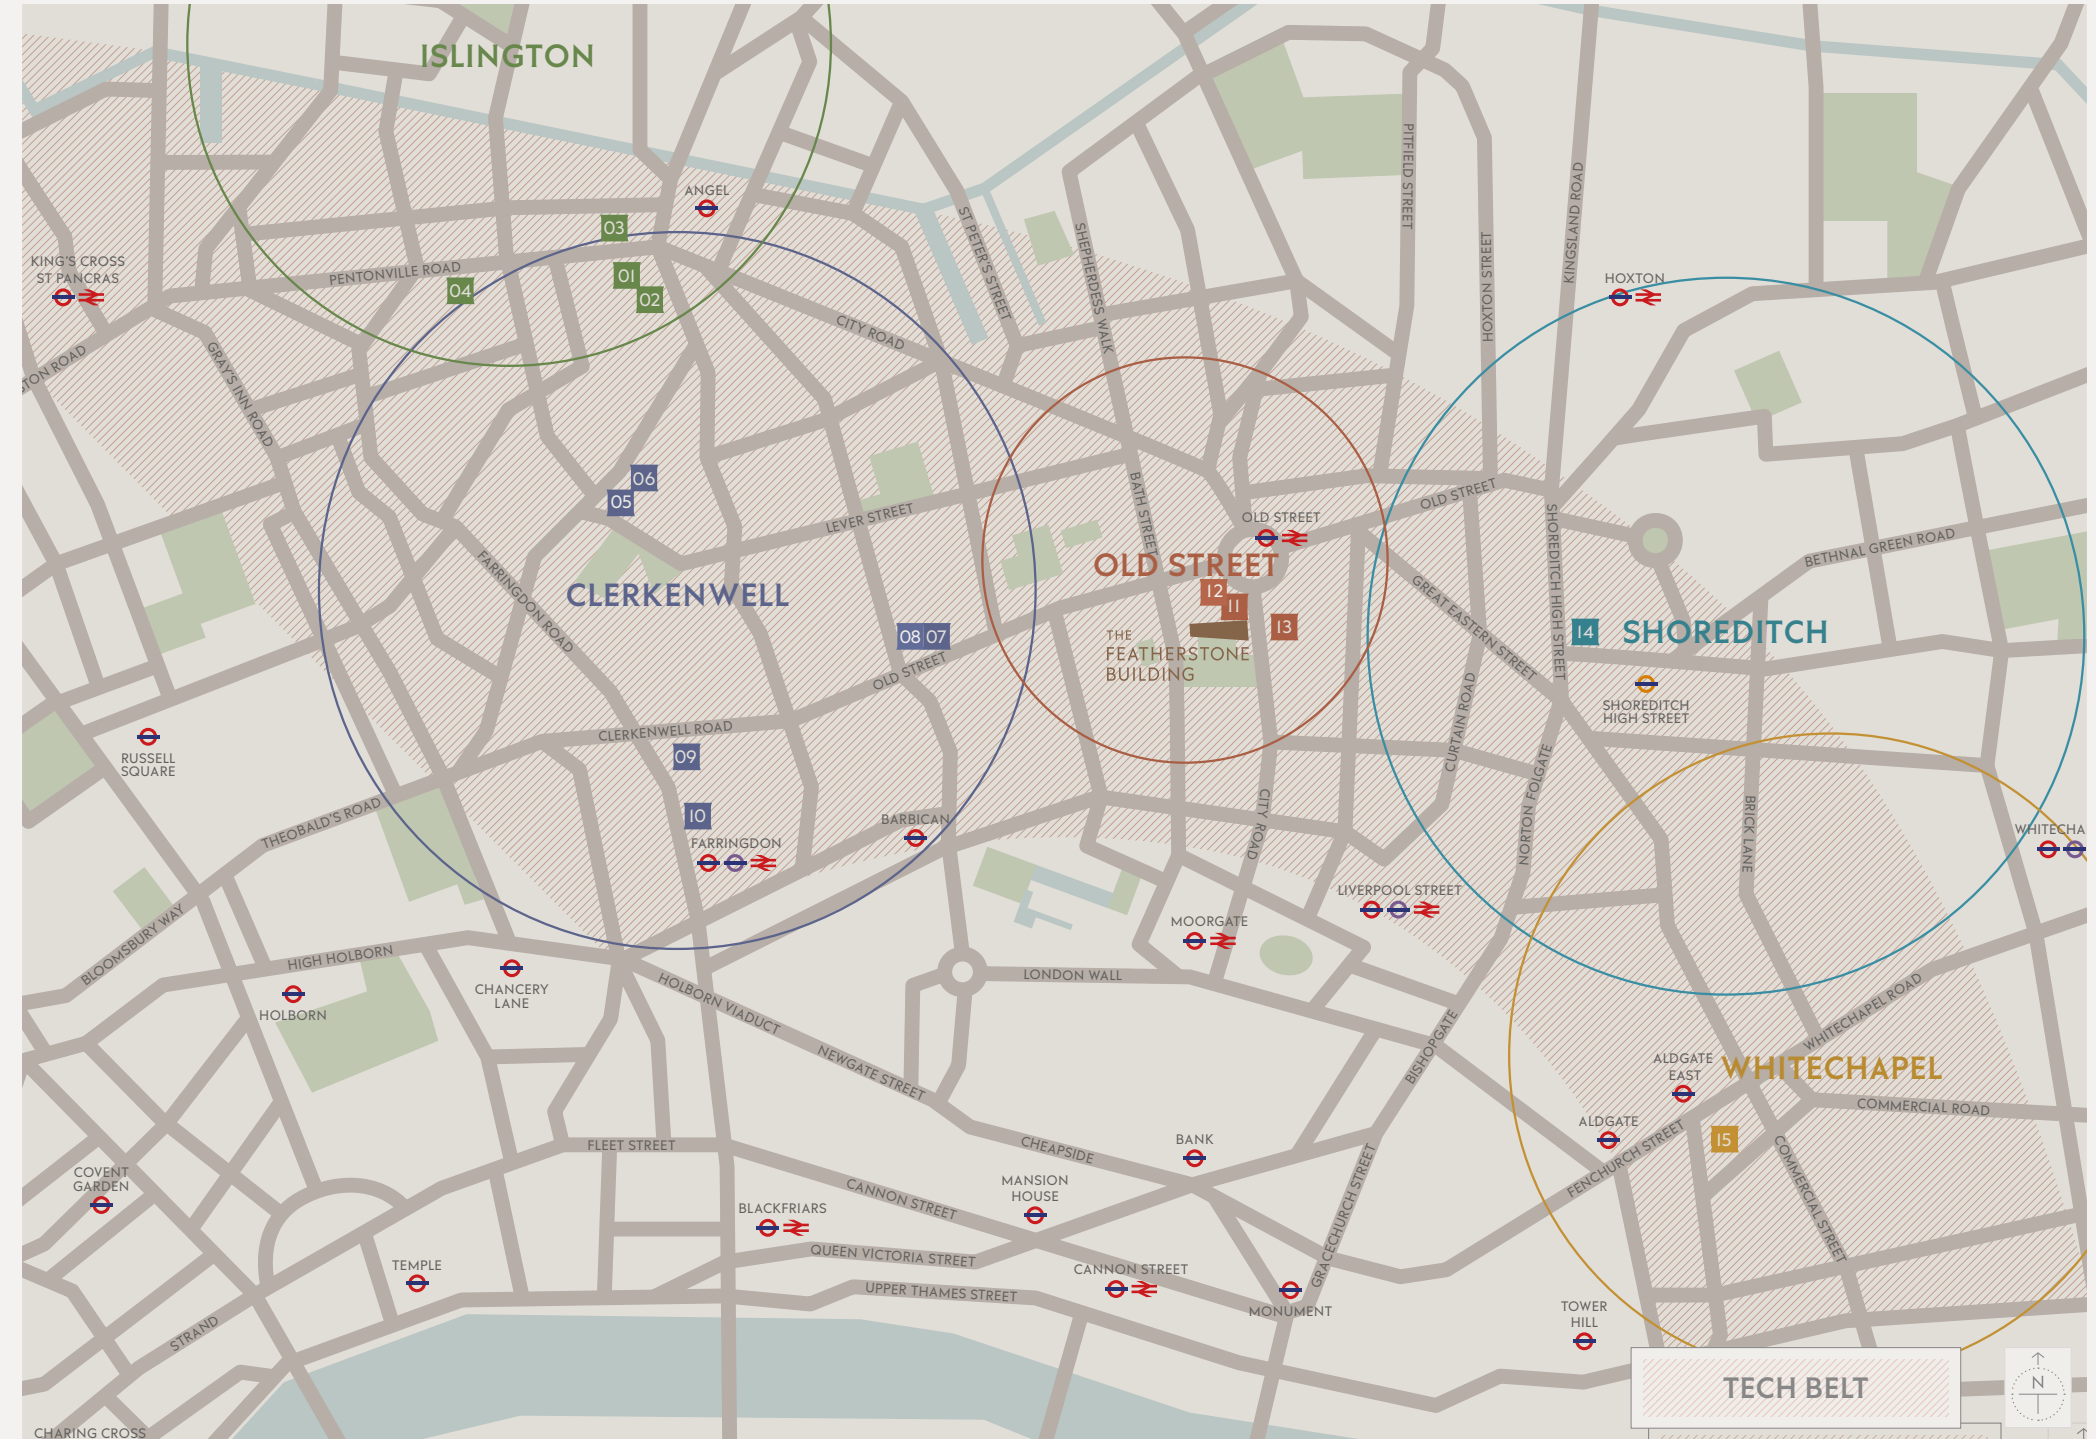 ISLINGTON
ANGEL
03
KING'S CROSS
ST PANCRAS
PENTONVILLE ROAD
01
02
04
ST PETER'S STREET
SHEPHERDESS WALK
PITFIELD STREET
HOXTON STREET
KINGSLAND ROAD
HOXTON
CITY ROAD
GRAY'S INN ROAD
TON ROAD
06
05
LEVER STREET
BATH STREET
OLD STREET
OLD STREET
OLD STREET
12
11
13
THE
FEATHERSTONE
BUILDING
CLERKENWELL
FARRINGDON ROAD
08 07
OLD STREET
GREAT EASTERN STREET
SHOREDITCH HIGH STREET
BETHNAL GREEN ROAD
14
SHOREDITCH
SHOREDITCH
HIGH STREET
CURTAIN ROAD
NORTON FOLGATE
BRICK LANE
WHITECHA
CLERKENWELL ROAD
09
10
FARRINGDON
BARBICAN
RUSSELL
SQUARE
THEOBALD'S ROAD
BLOOMSBURY WAY
HIGH HOLBORN
HOLBORN
CHANCERY
LANE
HOLBORN VIADUCT
NEWGATE STREET
LONDON WALL
MOORGATE
CITY ROAD
LIVERPOOL STREET
BISHOPGATE
WHITECHAPEL ROAD
ALDGATE
EAST
WHITECHAPEL
COMMERCIAL ROAD
ALDGATE
15
FENCHURCH STREET
COMMERCIAL STREET
CHEAPSIDE
BANK
FLEET STREET
CANNON STREET
MANSION
HOUSE
COVENT
GARDEN
BLACKFRIARS
QUEEN VICTORIA STREET
TEMPLE
UPPER THAMES STREET
CANNON STREET
GRACECHURCH STREET
MONUMENT
TOWER
HILL
STRAND
CHARING CROSS
TECH BELT
N